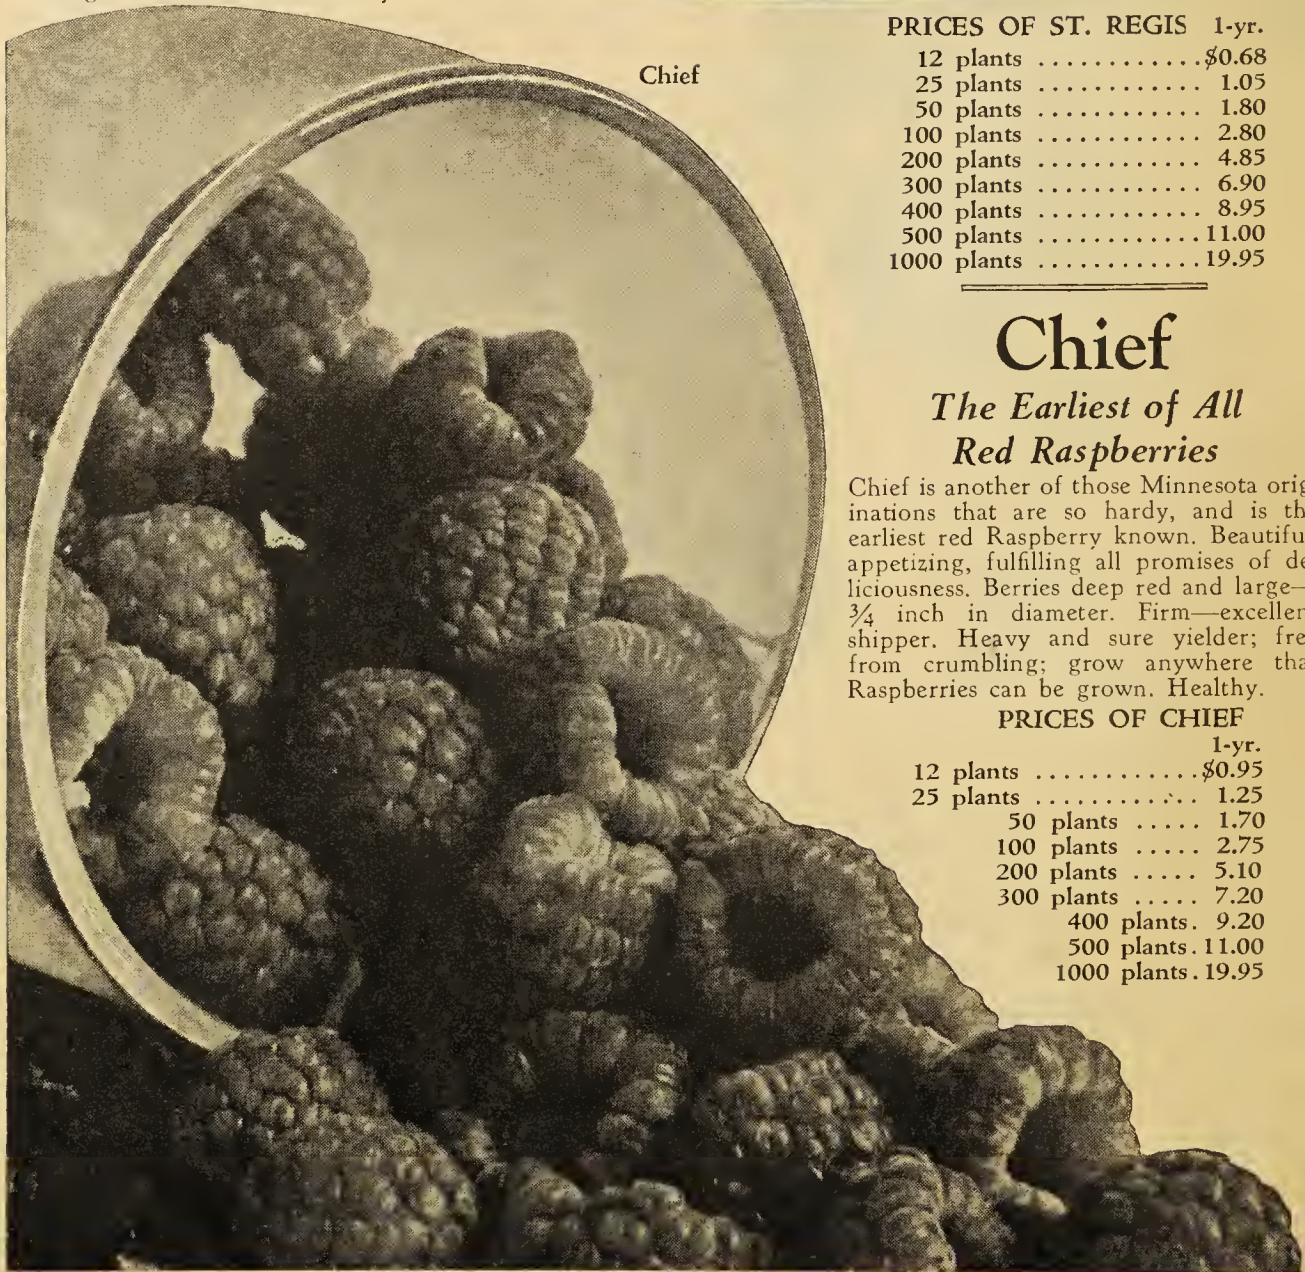 Chief
PRICES OF ST. REGIS 1-yr.
12 plants ............$0.68
25 plants ............ 1.05
50 plants ............ 1.80
100 plants ............ 2.80
200 plants ............ 4.85
300 plants ............ 6.90
400 plants ............ 8.95
500 plants ............11.00
1000 plants ............19.95
Chief
The Earliest of All
Red Raspberries
Chief is another of those Minnesota orig
inations that are so hardy, and is th
earliest red Raspberry known. Beautifu
appetizing, fulfilling all promises of de
liciousness. Berries deep red and large—
¾ inch in diameter. Firm—excellen
shipper. Heavy and sure yielder; fre
from crumbling; grow anywhere tha
Raspberries can be grown. Healthy.
PRICES OF CHIEF
1-yr.
12 plants ............$0.95
25 plants ............ 1.25
50 plants ..... 1.70
100 plants ..... 2.75
200 plants ..... 5.10
300 plants ..... 7.20
400 plants. 9.20
500 plants.11.00
1000 plants.19.95